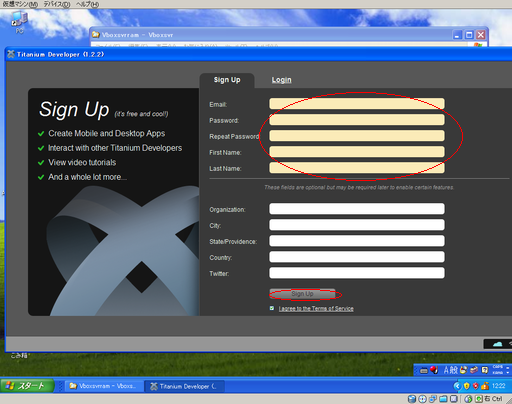 仮想マシン(M) デバイス(D) ヘルプ(H)
PC
Vboxsvrram - Vboxsvr
Titanium Developer (1.2.2)
Sign Up Login
Sign Up (it's free and cool!)
Create Mobile and Desktop Apps
Interact with other Titanium Developers
View video tutorials
And a whole lot more...
Email:
Password:
Repeat Password
First Name:
Last Name:
These fields are optional but may be required later to enable certain features
Organization:
City:
State/Providence:
Country:
Twitter:
Sign Up
I agree to the Terms of Service
ごみ箱
A 般
CAPS
KANA
スタート
Vboxsvrram - Vboxs...
Titanium Developer (...
12:22
右 Ctrl